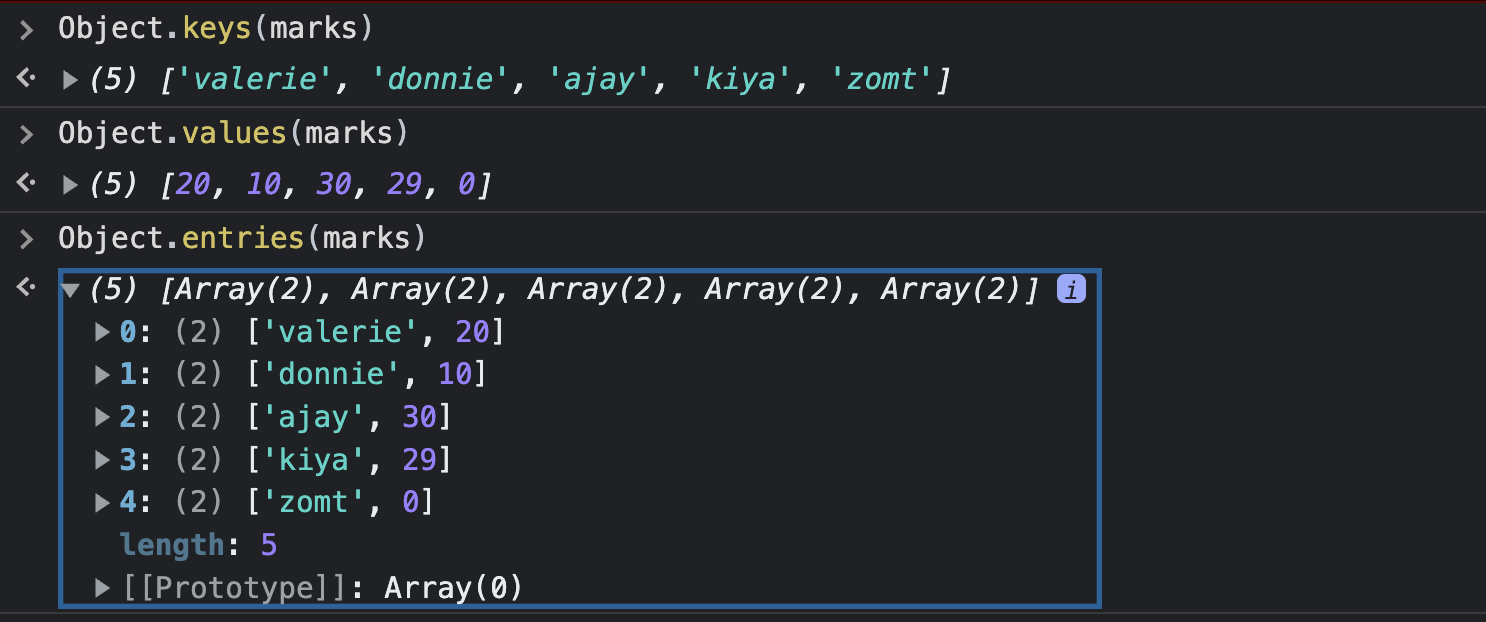 > Object.keys(marks)
(5) ['valerie', 'donnie', 'ajay', 'kiya', 'zomt']
> Object.values(marks)
(5) [20, 10, 30, 29, 0]
> Object.entries(marks)
(5) [Array(2), Array(2), Array(2), Array(2), Array(2)] i
0: (2) ['valerie', 20]
1: (2) ['donnie', 10]
2: (2) ['ajay', 30]
3: (2) ['kiya', 29]
4: (2) ['zomt', 0]
length: 5
[[Prototype]]: Array(0)